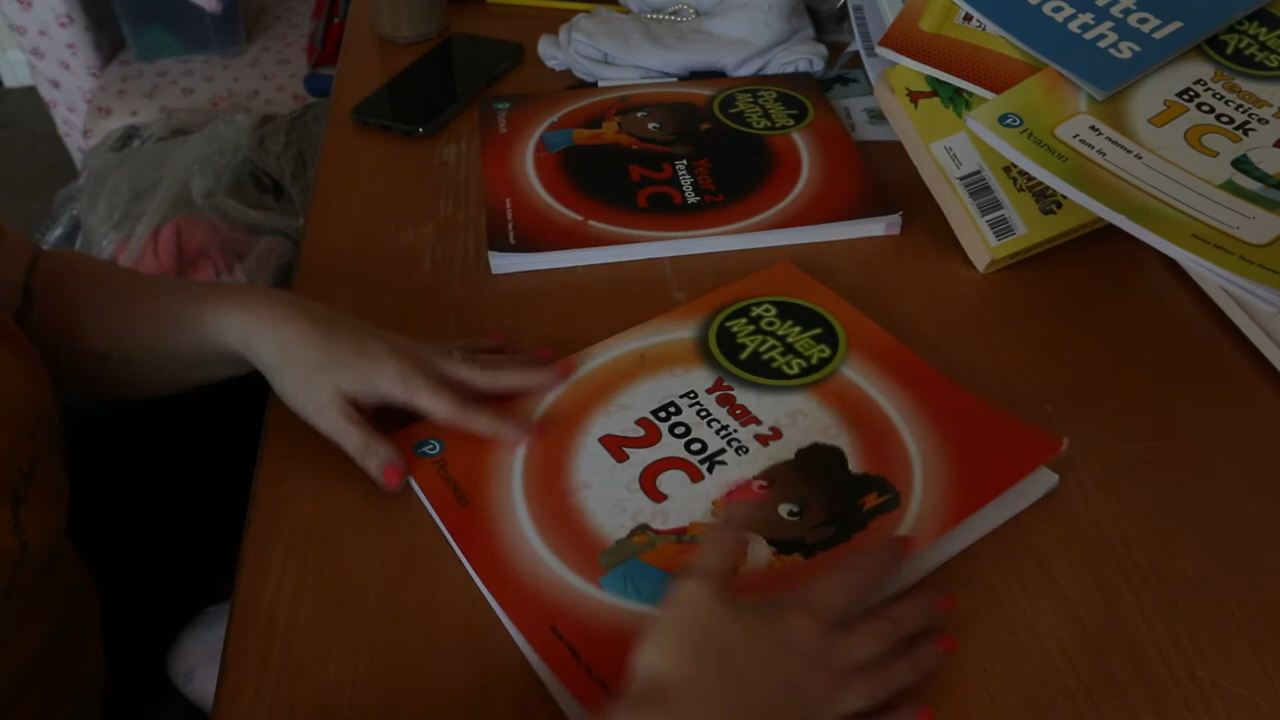 Pearson
POWER
MATHS
Year 2
Textbook
2C
POWER
MATHS
Year 2
Practice
Book
2C
Pearson
Maths
POWER
MATHS
Year
Practice
Book
1C
Pearson
My name is
I am in